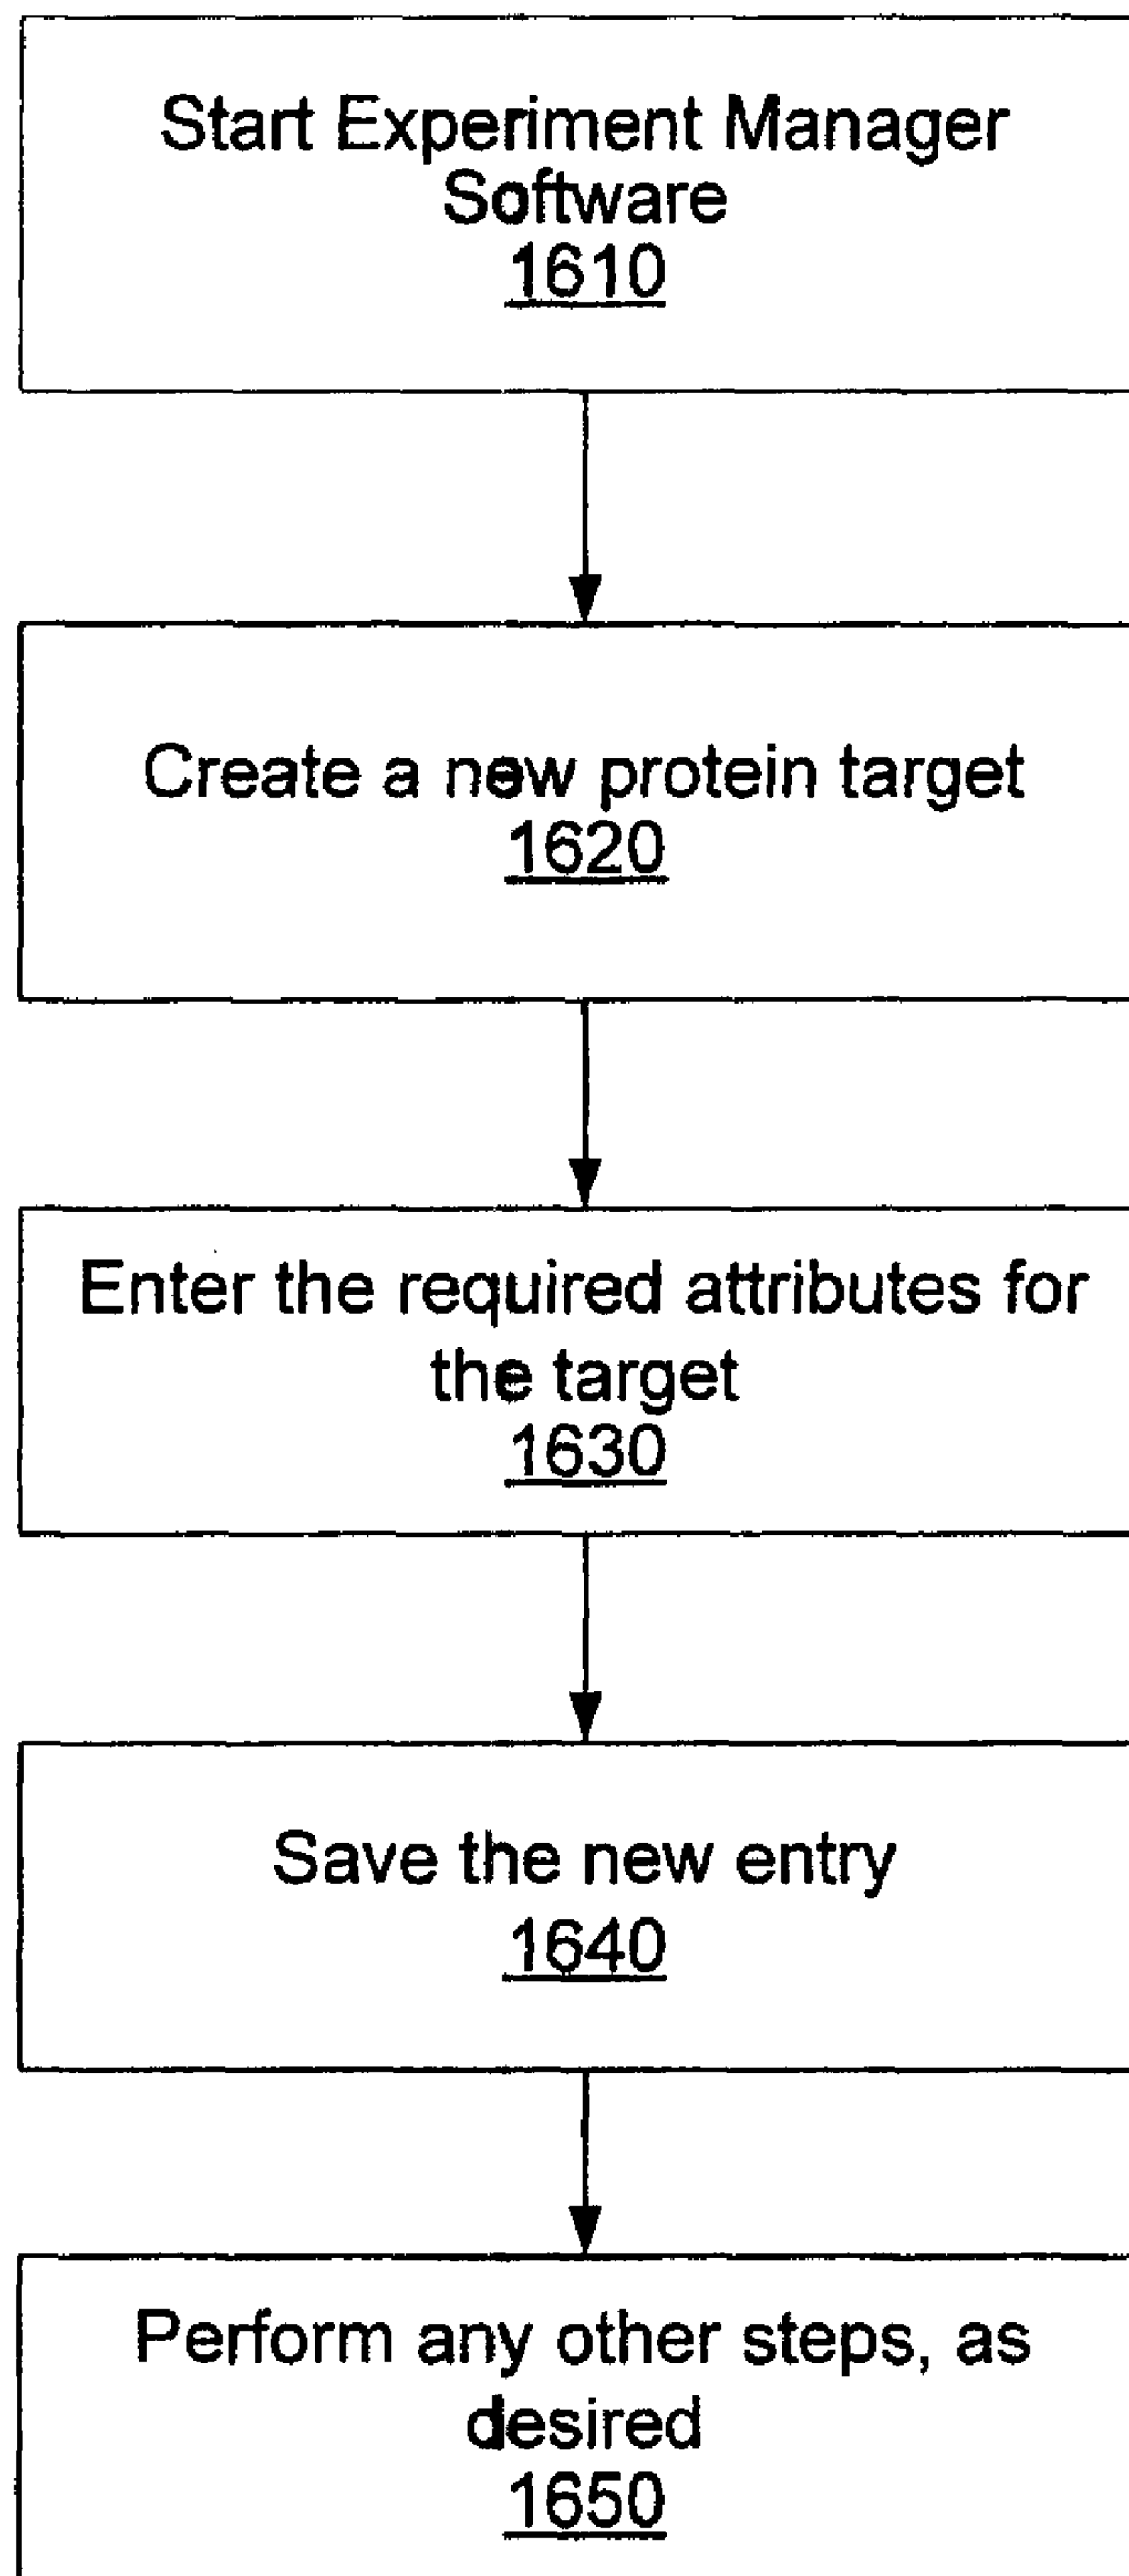 Start Experiment Manager
Software
1610
Create a new protein target
1620
Enter the required attributes for
the target
1630
Save the new entry
1640
Perform any other steps, as
desired
1650